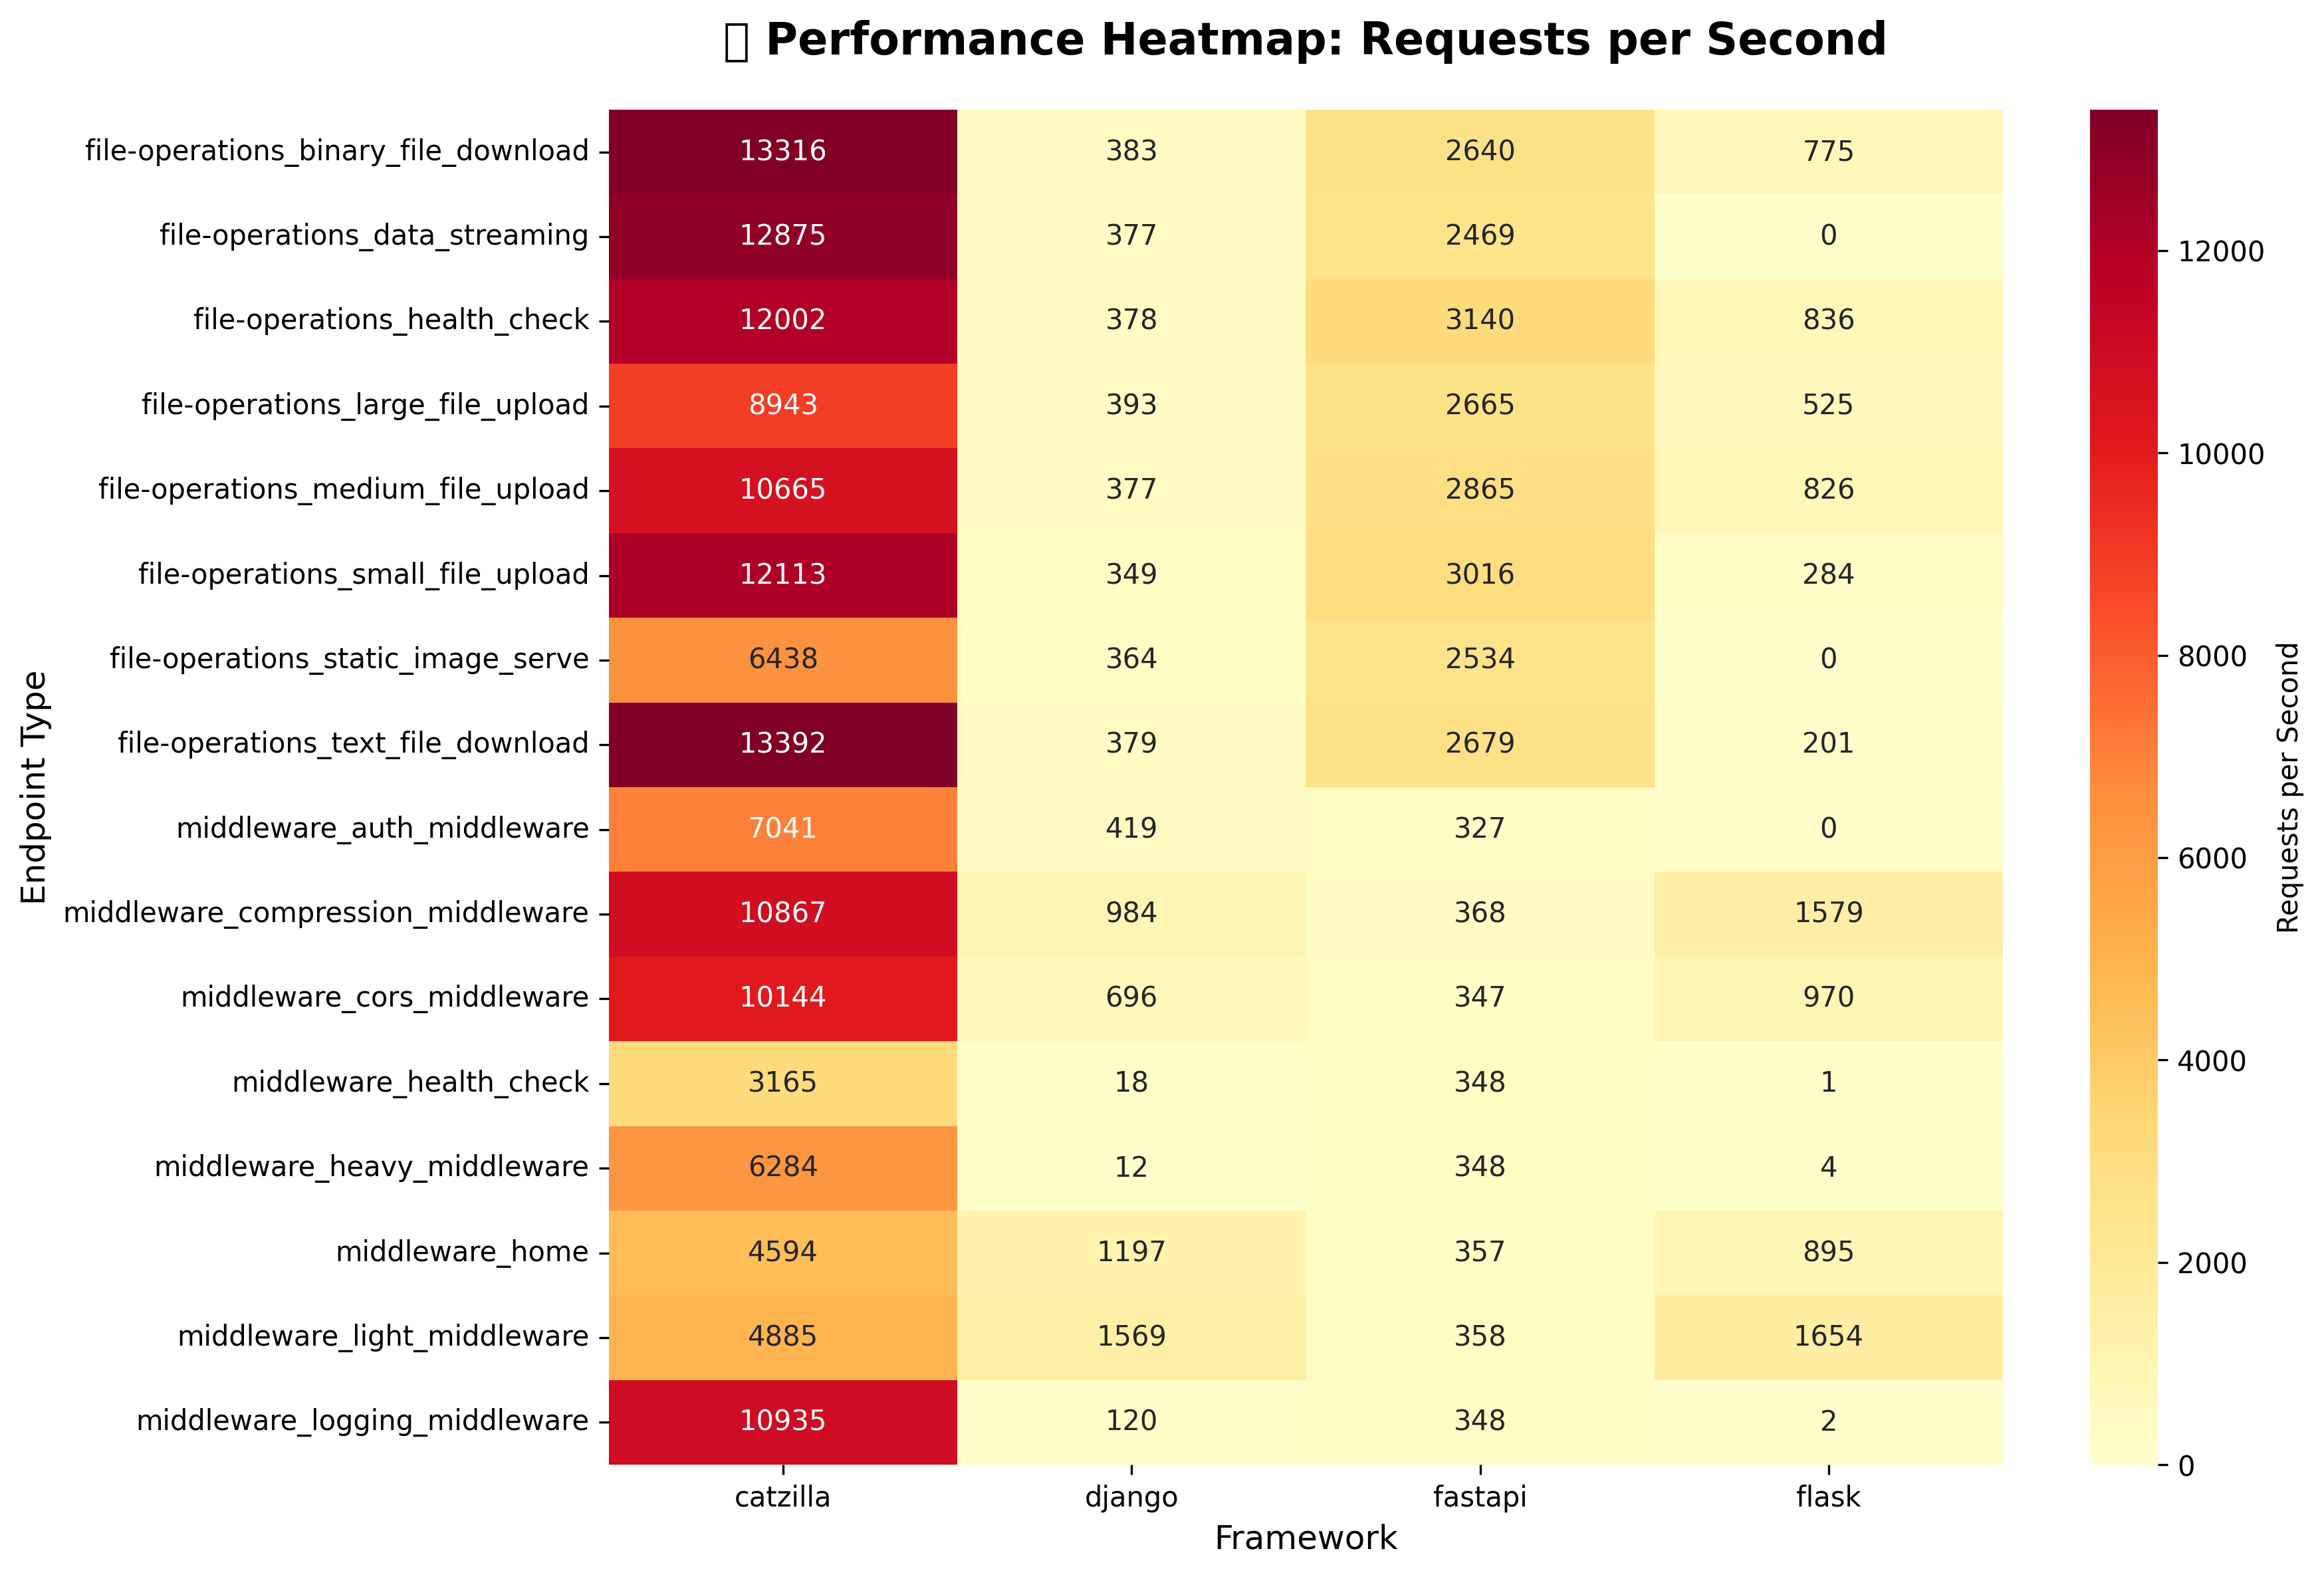 Performance Heatmap: Requests per Second
file-operations_binary_file_download 13316 383 2640 775
file-operations_data_streaming 12875 377 2469 0
file-operations_health_check 12002 378 3140 836
file-operations_large_file_upload 8943 393 2665 525
file-operations_medium_file_upload 10665 377 2865 826
file-operations_small_file_upload 12113 349 3016 284
file-operations_static_image_serve 6438 364 2534 0
file-operations_text_file_download 13392 379 2679 201
middleware_auth_middleware 7041 419 327 0
middleware_compression_middleware 10867 984 368 1579
middleware_cors_middleware 10144 696 347 970
middleware_health_check 3165 18 348 1
middleware_heavy_middleware 6284 12 348 4
middleware_home 4594 1197 357 895
middleware_light_middleware 4885 1569 358 1654
middleware_logging_middleware 10935 120 348 2
catzilla django fastapi flask
Framework
Endpoint Type
12000
10000
8000
6000
4000
2000
0
Requests per Second